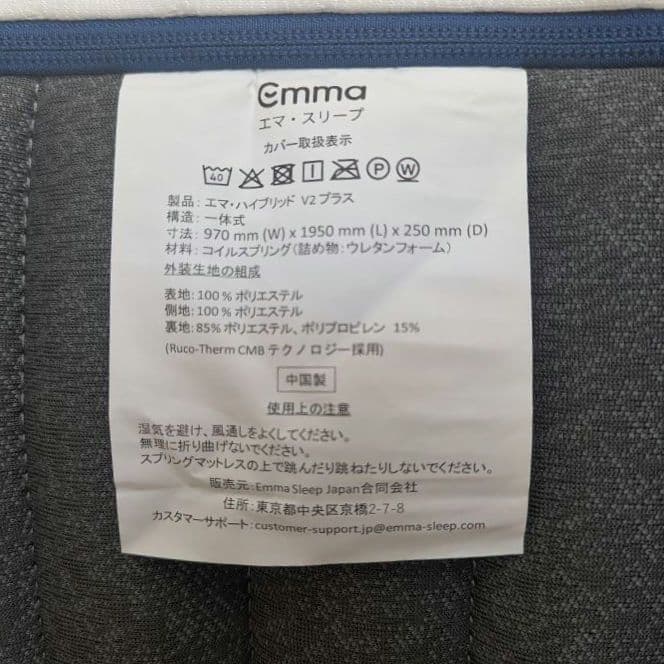 emma
エマ・スリープ
カバー取扱表示
40 P W
製品: エマ・ハイブリッド V2 プラス
構造: 一体式
寸法: 970 mm (W) x 1950 mm (L) x 250 mm (D)
材料: コイルスプリング(詰め物:ウレタンフォーム)
外装生地の組成
表地: 100 % ポリエステル
側地: 100 % ポリエステル
裏地: 85% ポリエステル、ポリプロピレン 15%
(Ruco-Therm CMB テクノロジー採用)
中国製
使用上の注意
湿気を避け、風通しをよくしてください。
無理に折り曲げないでください。
スプリングマットレスの上で跳んだり跳ねたりしないでください。
販売元: Emma Sleep Japan合同会社
住所: 東京都中央区京橋2-7-8
カスタマーサポート: customer-support.jp@emma-sleep.com